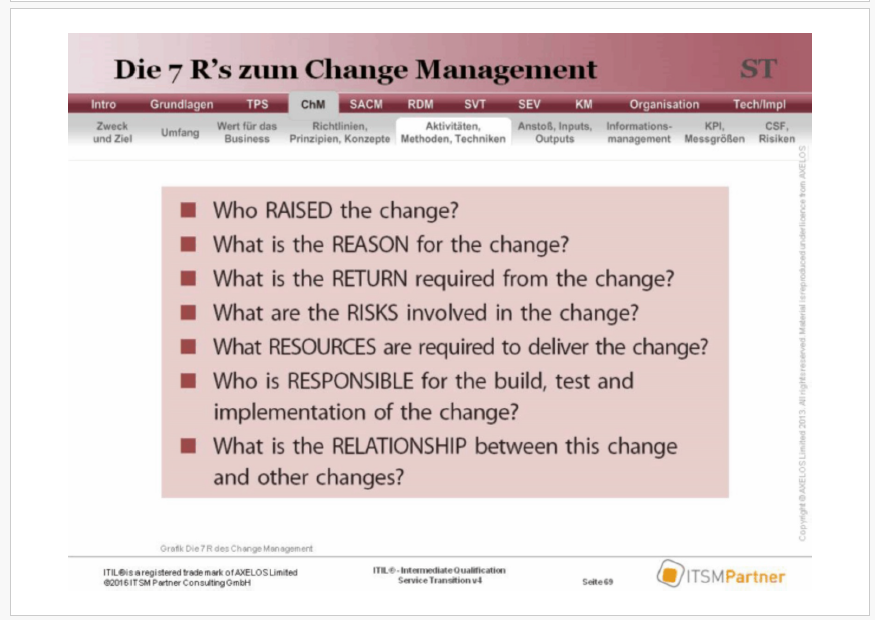 Die 7 R's zum Change Management
ST
Intro Grundlagen TPS ChM SACM RDM SVT SEV KM Organisation Tech/Impl
Zweck und Ziel
Umfang
Wert für das Business
Richtlinien, Prinzipien, Konzepte
Aktivitäten, Methoden, Techniken
Anstoß, Inputs, Outputs
Informations-management
KPI, Messgrößen
CSF, Risiken
Who RAISED the change?
What is the REASON for the change?
What is the RETURN required from the change?
What are the RISKS involved in the change?
What RESOURCES are required to deliver the change?
Who is RESPONSIBLE for the build, test and
implementation of the change?
What is the RELATIONSHIP between this change
and other changes?
Copyright © AXELOS Limited 2013. All rights reserved. Material is reproduced under licence from AXELOS
Grafik Die 7 R des Change Management
ITIL® is a registered trade mark of AXELOS Limited
©2016 ITSM Partner Consulting GmbH
ITIL® - Intermediate Qualification
Service Transition v4
Seite 69
ITSMPartner